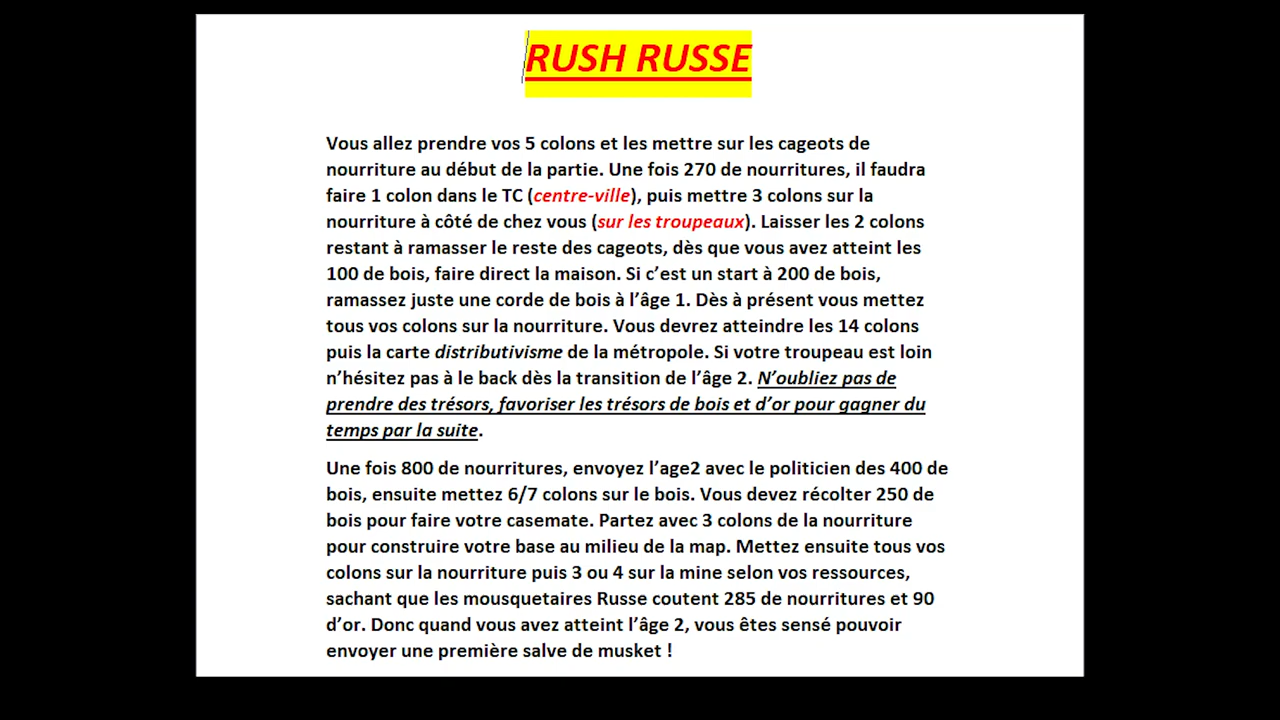 RUSH RUSSE
Vous allez prendre vos 5 colons et les mettre sur les cageots de
nourriture au début de la partie. Une fois 270 de nourritures, il faudra
faire 1 colon dans le TC (centre-ville), puis mettre 3 colons sur la
nourriture à côté de chez vous (sur les troupeaux). Laisser les 2 colons
restant à ramasser le reste des cageots, dès que vous avez atteint les
100 de bois, faire direct la maison. Si c’est un start à 200 de bois,
ramassez juste une corde de bois à l’âge 1. Dès à présent vous mettez
tous vos colons sur la nourriture. Vous devrez atteindre les 14 colons
puis la carte distributivisme de la métropole. Si votre troupeau est loin
n’hésitez pas à le back dès la transition de l’âge 2. N’oubliez pas de
prendre des trésors, favoriser les trésors de bois et d’or pour gagner du
temps par la suite.
Une fois 800 de nourritures, envoyez l’age2 avec le politicien des 400 de
bois, ensuite mettez 6/7 colons sur le bois. Vous devez récolter 250 de
bois pour faire votre casemate. Partez avec 3 colons de la nourriture
pour construire votre base au milieu de la map. Mettez ensuite tous vos
colons sur la nourriture puis 3 ou 4 sur la mine selon vos ressources,
sachant que les mousquetaires Russe coutent 285 de nourritures et 90
d’or. Donc quand vous avez atteint l’âge 2, vous êtes sensé pouvoir
envoyer une première salve de musket !